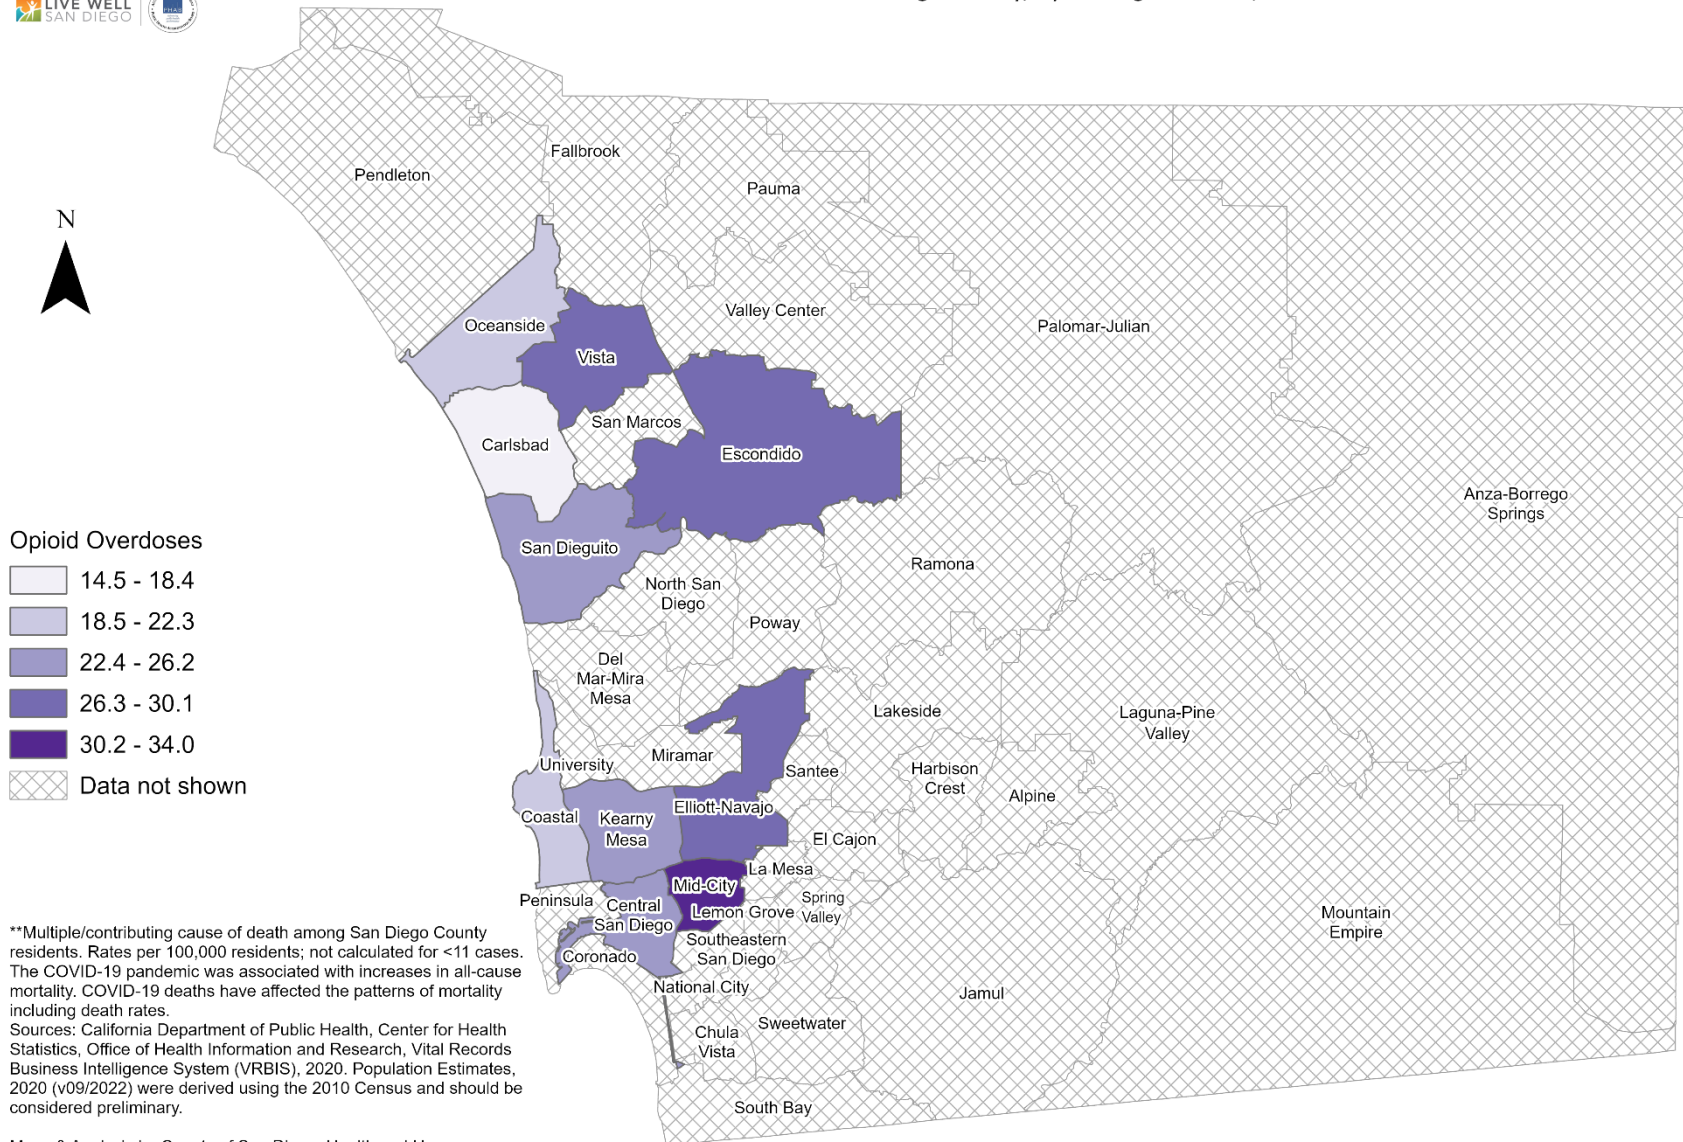 LIVE WELL
SAN DIEGO
PHAB
N
Pendleton
Fallbrook
Pauma
Valley Center
Palomar-Julian
Anza-Borrego
Springs
Oceanside
Vista
San Marcos
Carlsbad
Escondido
San Dieguito
North San
Diego
Poway
Ramona
Del
Mar-Mira
Mesa
Lakeside
Laguna-Pine
Valley
University
Miramar
Santee
Harbison
Crest
Alpine
Coastal
Kearny
Mesa
Elliott-Navajo
El Cajon
La Mesa
Mid-City
Peninsula
Central
San Diego
Lemon Grove
Spring
Valley
Mountain
Empire
Southeastern
San Diego
Coronado
National City
Jamul
Chula
Vista
Sweetwater
South Bay
Opioid Overdoses
14.5 - 18.4
18.5 - 22.3
22.4 - 26.2
26.3 - 30.1
30.2 - 34.0
Data not shown
**Multiple/contributing cause of death among San Diego County
residents. Rates per 100,000 residents; not calculated for <11 cases.
The COVID-19 pandemic was associated with increases in all-cause
mortality. COVID-19 deaths have affected the patterns of mortality
including death rates.
Sources: California Department of Public Health, Center for Health
Statistics, Office of Health Information and Research, Vital Records
Business Intelligence System (VRBIS), 2020. Population Estimates,
2020 (v09/2022) were derived using the 2010 Census and should be
considered preliminary.